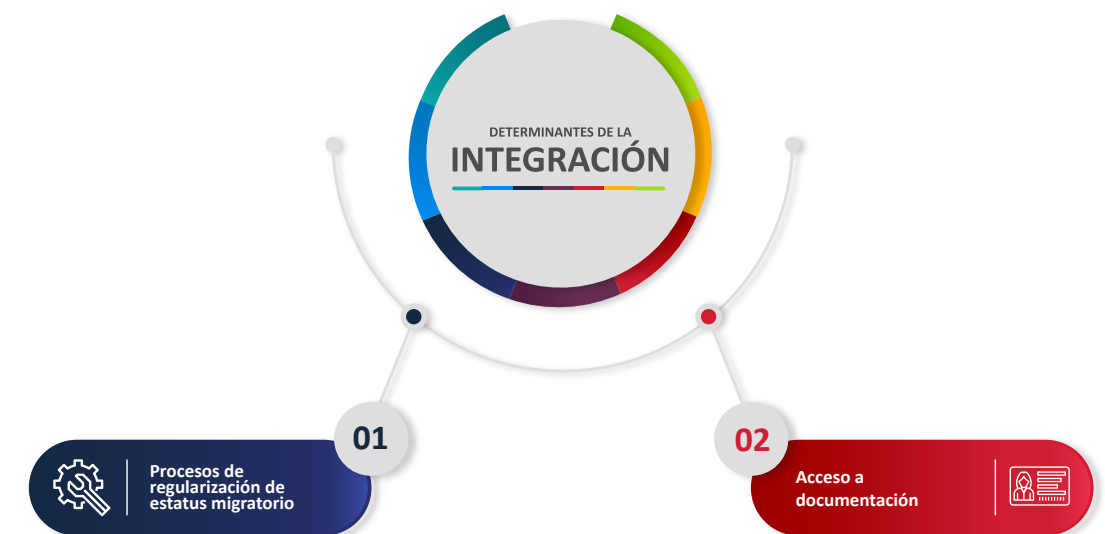 DETERMINANTES DE LA
INTEGRACIÓN
01
Procesos de
regularización de
estatus migratorio
02
Acceso a
documentación